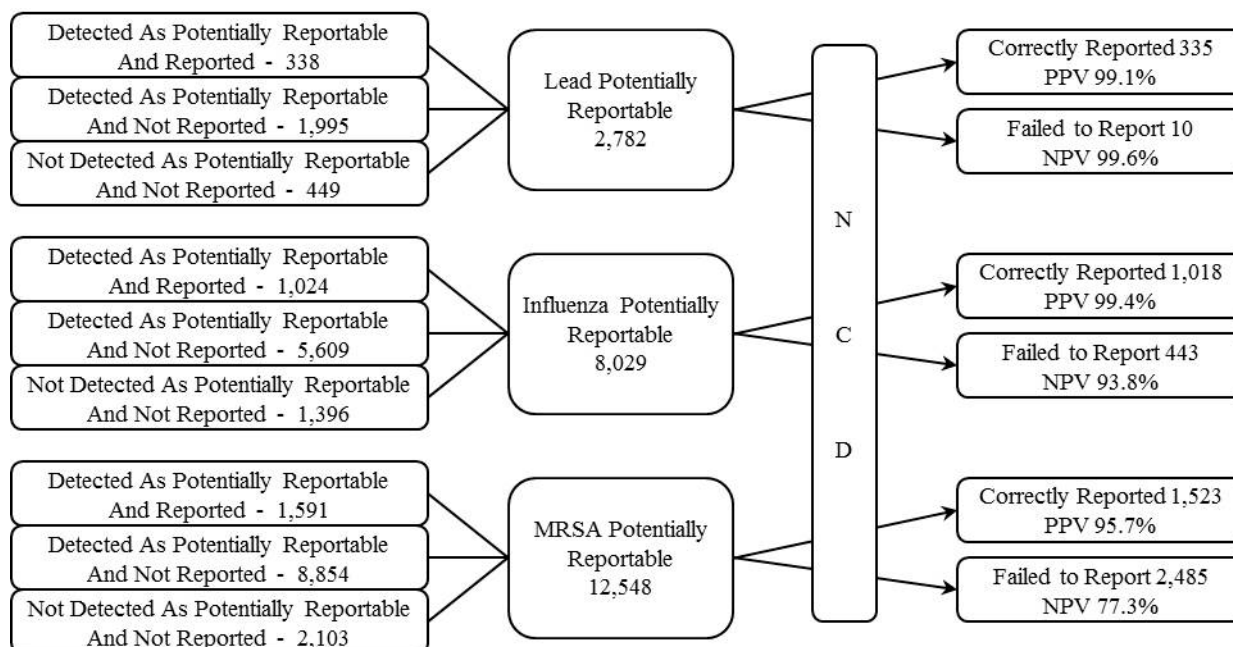 Detected As Potentially Reportable
And Reported - 338
Detected As Potentially Reportable
And Not Reported - 1,995
Not Detected As Potentially Reportable
And Not Reported - 449
Lead Potentially
Reportable
2,782
Correctly Reported 335
PPV 99.1%
Failed to Report 10
NPV 99.6%
Detected As Potentially Reportable
And Reported - 1,024
Detected As Potentially Reportable
And Not Reported - 5,609
Not Detected As Potentially Reportable
And Not Reported - 1,396
Influenza Potentially
Reportable
8,029
N
C
D
Correctly Reported 1,018
PPV 99.4%
Failed to Report 443
NPV 93.8%
Detected As Potentially Reportable
And Reported - 1,591
Detected As Potentially Reportable
And Not Reported - 8,854
Not Detected As Potentially Reportable
And Not Reported - 2,103
MRSA Potentially
Reportable
12,548
Correctly Reported 1,523
PPV 95.7%
Failed to Report 2,485
NPV 77.3%